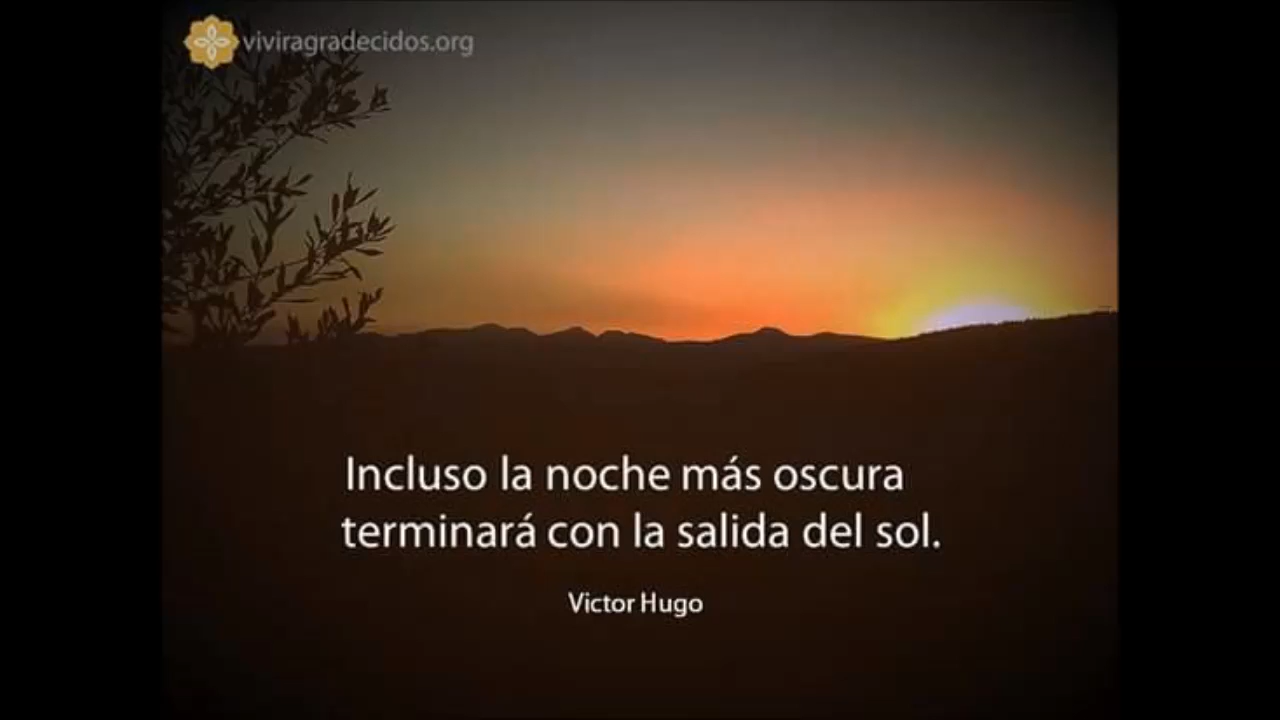 viviragradecidos.org
Incluso la noche más oscura
terminará con la salida del sol.
Victor Hugo